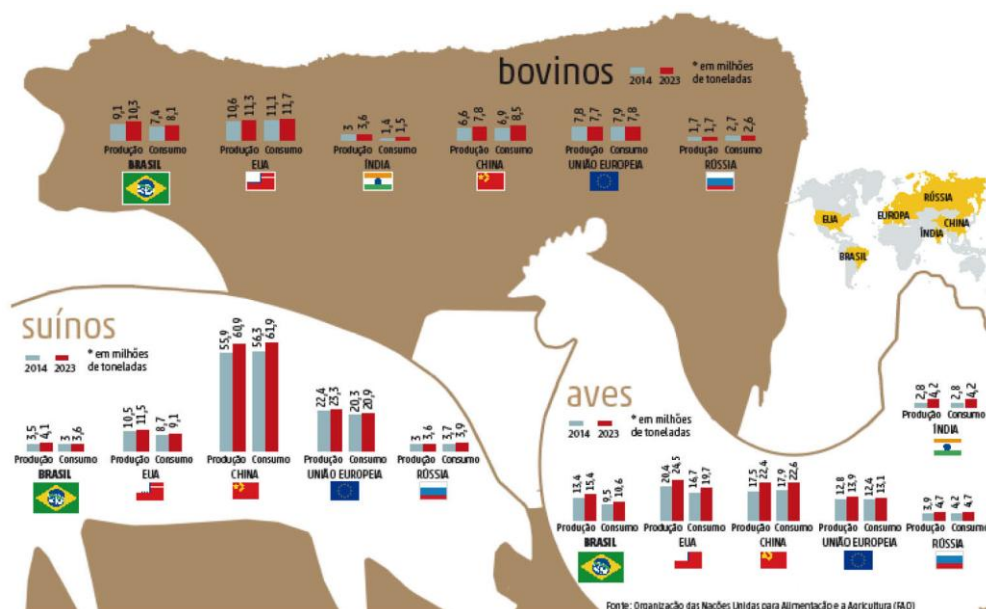 bovinos
2014 2023
* em milhões
de toneladas
9,1 10,3 7,4 8,1
Produção Consumo
BRASIL
10,6 11,3 11,1 11,7
Produção Consumo
EUA
3 3,6 1,4 1,5
Produção Consumo
ÍNDIA
6,6 7,8 6,9 8,5
Produção Consumo
CHINA
7,8 7,7 7,9 7,8
Produção Consumo
UNIÃO EUROPEIA
1,7 1,7 2,7 2,6
Produção Consumo
RÚSSIA
RÚSSIA
EUA
EUROPA
CHINA
ÍNDIA
BRASIL
suínos
2014 2023
* em milhões
de toneladas
3,5 4,1 3 3,6
Produção Consumo
BRASIL
10,5 11,5 8,7 9,1
Produção Consumo
EUA
55,9 60,9 56,3 61,9
Produção Consumo
CHINA
22,4 23,3 20,3 20,9
Produção Consumo
UNIÃO EUROPEIA
3 3,6 3,7 3,9
Produção Consumo
RÚSSIA
aves
2014 2023
* em milhões
de toneladas
2,8 4,2 2,8 4,2
Produção Consumo
ÍNDIA
13,4 15,4 9,5 10,6
Produção Consumo
BRASIL
20,4 24,5 16,7 19,7
Produção Consumo
EUA
17,5 22,4 17,9 22,6
Produção Consumo
CHINA
12,8 13,9 12,4 13,1
Produção Consumo
UNIÃO EUROPEIA
3,9 4,7 4,2 4,7
Produção Consumo
RÚSSIA
Fonte: Organização das Nações Unidas para Alimentação e a Agricultura (FAO)